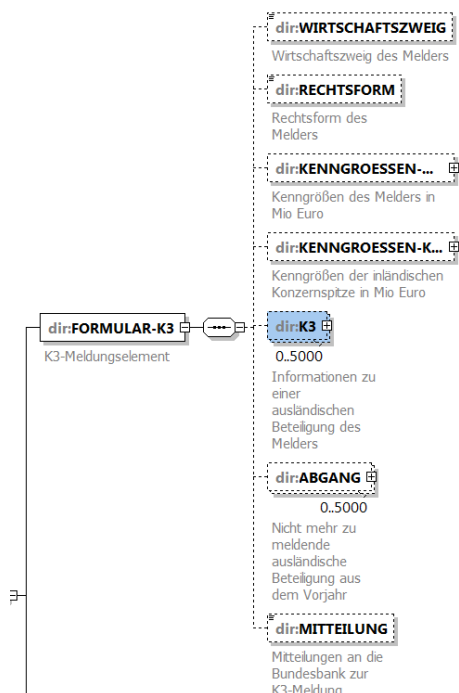 dir:WIRTSCHAFTSZWEIG
Wirtschaftszweig des Melders
dir:RECHTSFORM
Rechtsform des
Melders
dir:KENNGROESSEN-...
Kenngrößen des Melders in
Mio Euro
dir:KENNGROESSEN-K...
Kenngrößen der inländischen
Konzernspitze in Mio Euro
dir:FORMULAR-K3
K3-Meldungselement
dir:K3
0..5000
Informationen zu
einer
ausländischen
Beteiligung des
Melders
dir:ABGANG
0..5000
Nicht mehr zu
meldende
ausländische
Beteiligung aus
dem Vorjahr
dir:MITTEILUNG
Mitteilungen an die
Bundesbank zur
K3-Meldung